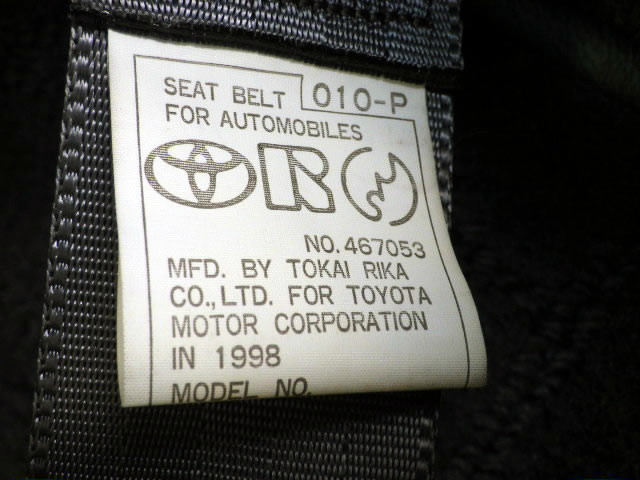 SEAT BELT 010-P
FOR AUTOMOBILES
NO. 467053
MFD. BY TOKAI RIKA
CO., LTD. FOR TOYOTA
MOTOR CORPORATION
IN 1998
MODEL NO.